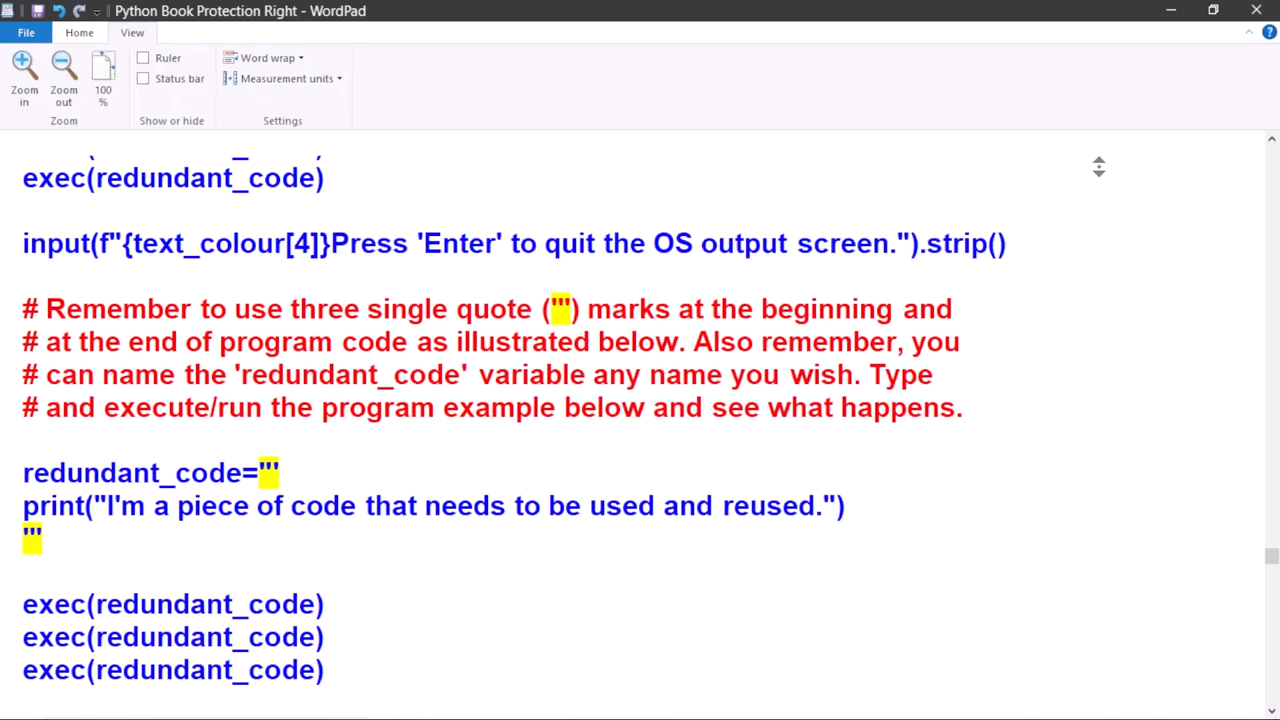 Python Book Protection Right - WordPad
File Home View
Zoom in
Zoom out
100 %
Ruler
Status bar
Word wrap
Measurement units
Zoom
Show or hide
Settings
exec(redundant_code)
input(f"{text_colour[4]}Press 'Enter' to quit the OS output screen.").strip()
# Remember to use three single quote (''') marks at the beginning and
# at the end of program code as illustrated below. Also remember, you
# can name the 'redundant_code' variable any name you wish. Type
# and execute/run the program example below and see what happens.
redundant_code='''
print("I'm a piece of code that needs to be used and reused.")
'''
exec(redundant_code)
exec(redundant_code)
exec(redundant_code)